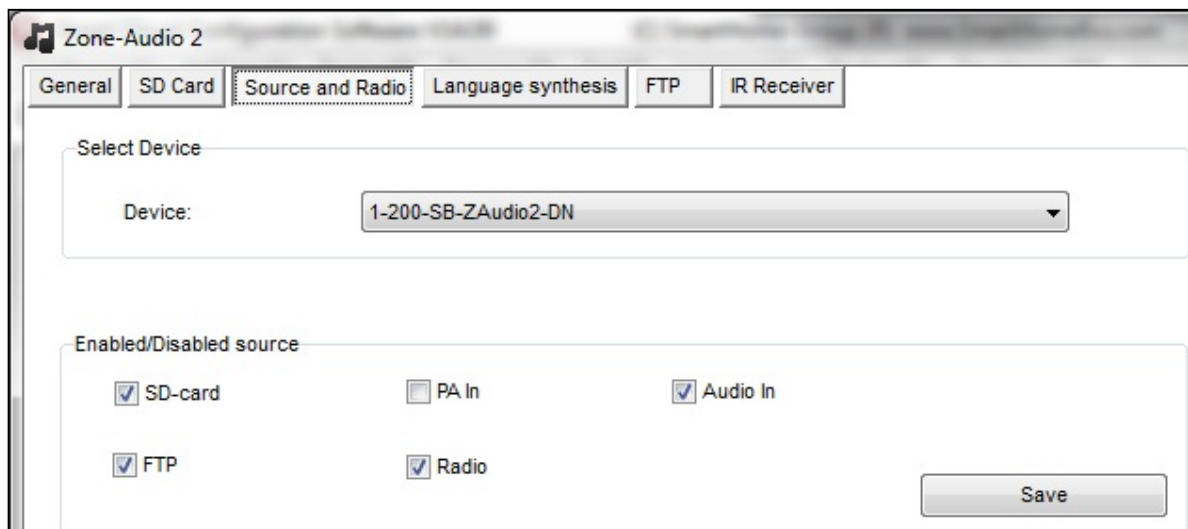 Zone-Audio 2
General SD Card Source and Radio Language synthesis FTP IR Receiver
Select Device
Device: 1-200-SB-ZAudio2-DN
Enabled/Disabled source
SD-card PA In Audio In
FTP Radio
Save